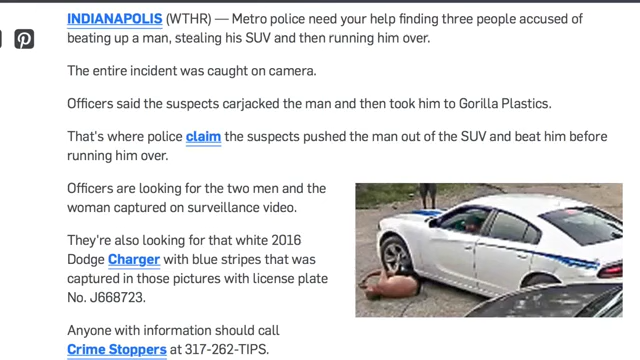 INDIANAPOLIS (WTHR) — Metro police need your help finding three people accused of
beating up a man, stealing his SUV and then running him over.
The entire incident was caught on camera.
Officers said the suspects carjacked the man and then took him to Gorilla Plastics.
That's where police claim the suspects pushed the man out of the SUV and beat him before
running him over.
Officers are looking for the two men and the
woman captured on surveillance video.
They're also looking for that white 2016
Dodge Charger with blue stripes that was
captured in those pictures with license plate
No. J668723.
Anyone with information should call
Crime Stoppers at 317-262-TIPS.